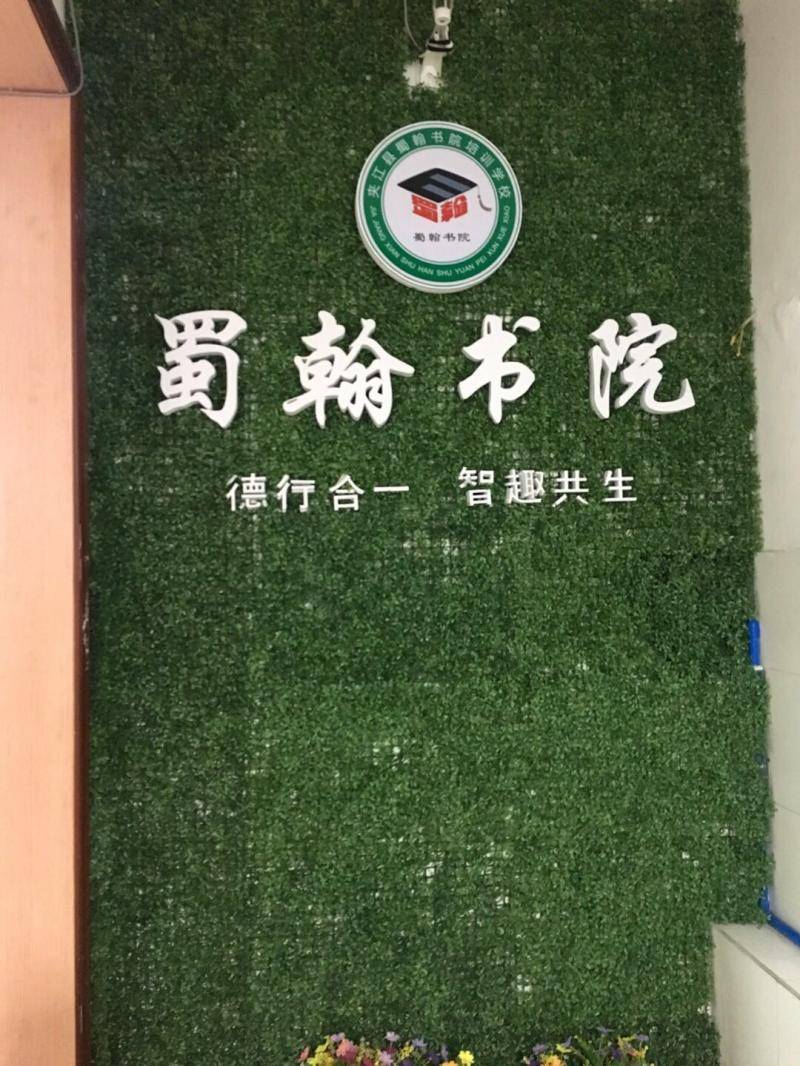 夹江县蜀翰书院培训学校
蜀翰
蜀翰书院
JIA JIANG XIAN SHU HAN SHU YUAN PEI XUN XUE XIAO
蜀翰书院
德行合一 智趣共生